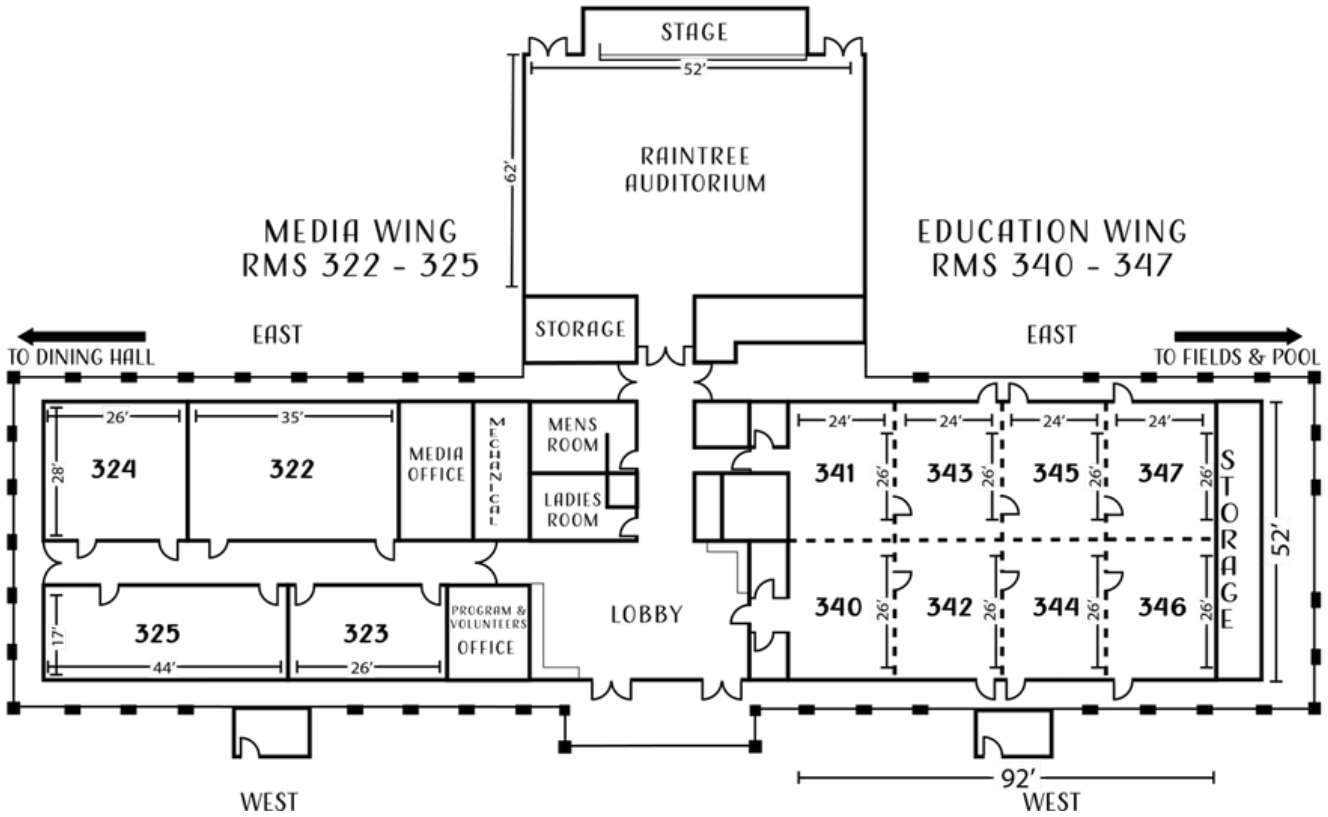 STAGE
52'
RAINTREE
AUDITORIUM
62'
MEDIA WING
RMS 322 - 325
EDUCATION WING
RMS 340 - 347
STORAGE
EAST
EAST
TO DINING HALL
TO FIELDS & POOL
26'
35'
28'
324
322
MEDIA
OFFICE
MECHANICAL
MENS
ROOM
LADIES
ROOM
24'
24'
24'
24'
341
26'
343
26'
345
26'
347
26'
STORAGE
52'
17'
325
44'
323
26'
PROGRAM &
VOLUNTEERS
OFFICE
LOBBY
340
26'
342
26'
344
26'
346
26'
92'
WEST
WEST